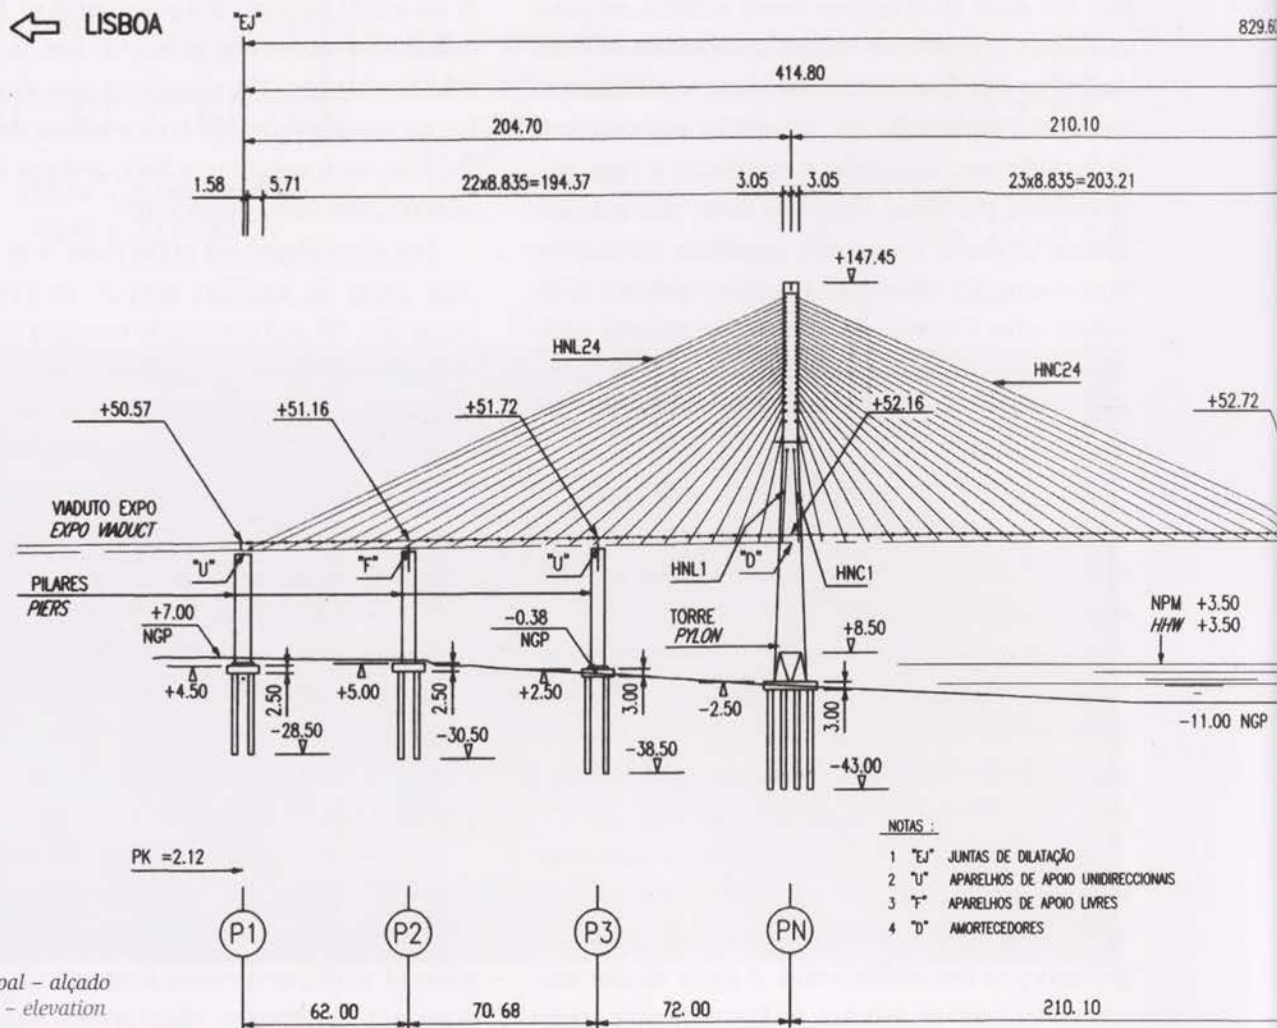 LISBOA
"EJ"
829.60
414.80
204.70 210.10
1.58 5.71 22x8.835=194.37 3.05 3.05 23x8.835=203.21
+147.45
HNL24
HNC24
+50.57 +51.16 +51.72 +52.16 +52.72
VIADUTO EXPO
EXPO VIADUCT
"U" "F" "U" HNL1 "D" HNC1
PILARES
PIERS
+7.00
NGP
-0.38
NGP
TORRE
PYLON
+8.50
NPM +3.50
HHW +3.50
+4.50 2.50 +5.00 2.50 +2.50 3.00 -2.50 3.00
-11.00 NGP
-28.50 -30.50 -38.50 -43.00
NOTAS :
PK =2.12
1 "EJ" JUNTAS DE DILATAÇÃO
2 "U" APARELHOS DE APOIO UNIDIRECCIONAIS
3 "F" APARELHOS DE APOIO LIVRES
4 "D" AMORTECEDORES
P1 P2 P3 PN
pal – alçado
– elevation
62.00 70.68 72.00 210.10